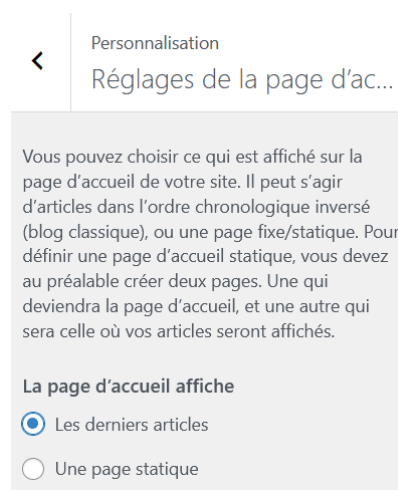 Personnalisation
Réglages de la page d’ac...
Vous pouvez choisir ce qui est affiché sur la
page d’accueil de votre site. Il peut s’agir
d’articles dans l’ordre chronologique inversé
(blog classique), ou une page fixe/statique. Pour
définir une page d’accueil statique, vous devez
au préalable créer deux pages. Une qui
deviendra la page d’accueil, et une autre qui
sera celle où vos articles seront affichés.
La page d’accueil affiche
Les derniers articles
Une page statique